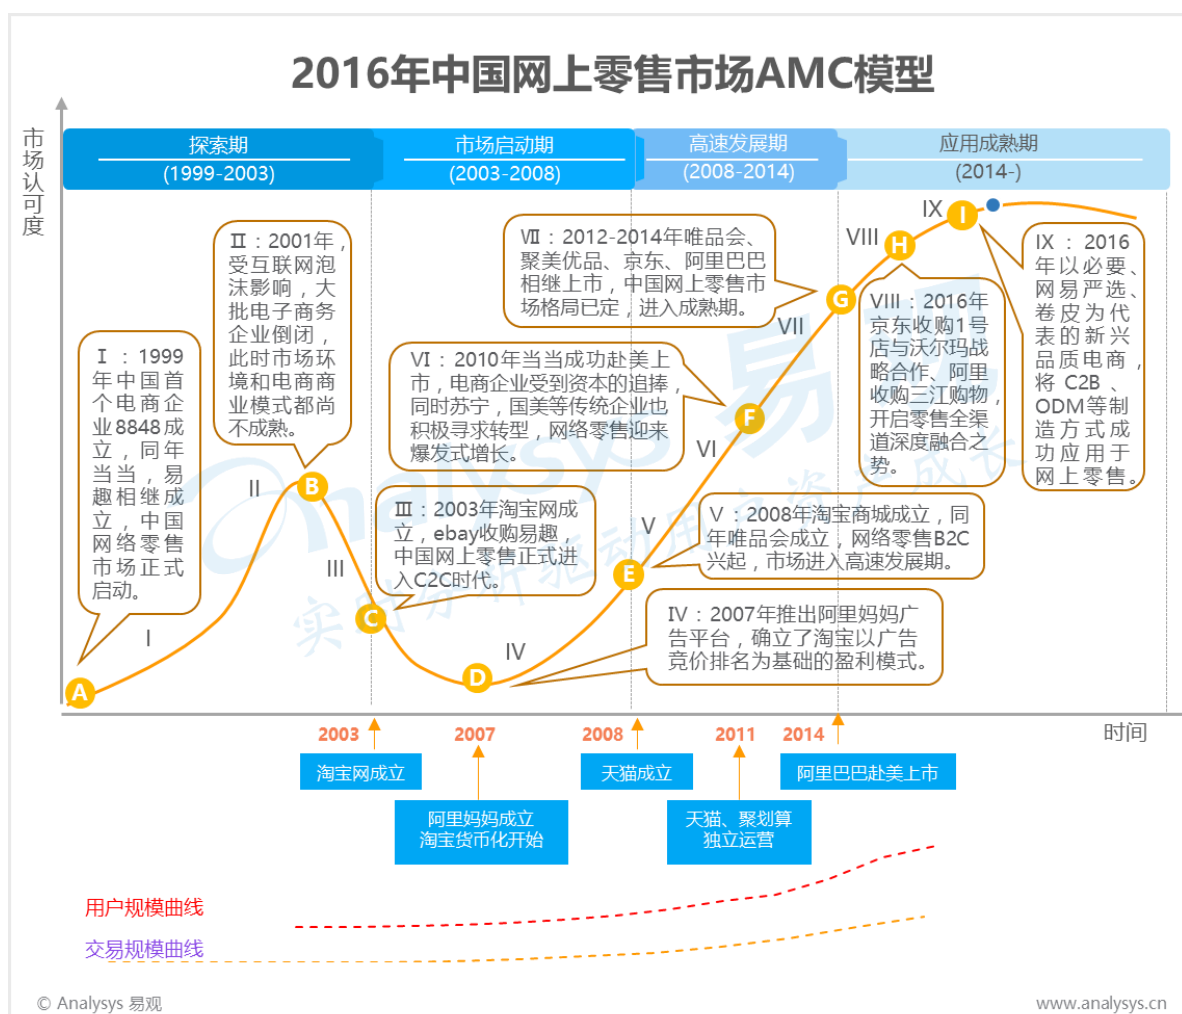 2016年中国网上零售市场AMC模型
市场认可度
探索期
(1999-2003)
市场启动期
(2003-2008)
高速发展期
(2008-2014)
应用成熟期
(2014-)
Ⅰ：1999
年中国首
个电商企
业8848成
立，同年
当当，易
趣相继成
立，中国
网络零售
市场正式
启动。
Ⅱ：2001年，
受互联网泡
沫影响，大
批电子商务
企业倒闭，
此时市场环
境和电商商
业模式都尚
不成熟。
Ⅲ：2003年淘宝网成
立，ebay收购易趣，
中国网上零售正式进
入C2C时代。
Ⅳ：2007年推出阿里妈妈广
告平台，确立了淘宝以广告
竞价排名为基础的盈利模式。
Ⅴ：2008年淘宝商城成立，同
年唯品会成立，网络零售B2C
兴起，市场进入高速发展期。
Ⅵ：2010年当当成功赴美上
市，电商企业受到资本的追捧，
同时苏宁，国美等传统企业也
积极寻求转型，网络零售迎来
爆发式增长。
Ⅶ：2012-2014年唯品会、
聚美优品、京东、阿里巴巴
相继上市，中国网上零售市
场格局已定，进入成熟期。
VIII：2016年
京东收购1号
店与沃尔玛战
略合作、阿里
收购三江购物，
开启零售全渠
道深度融合之
势。
IX：2016
年以必要、
网易严选、
卷皮为代
表的新兴
品质电商，
将C2B、
ODM等制
造方式成
功应用于
网上零售。
A
I
II
B
III
C
D
IV
E
V
VI
F
VII
G
VIII
H
IX
I
Analysys 易观
实时分析驱动用户资产成长
时间
2003
2007
2008
2011
2014
淘宝网成立
阿里妈妈成立
淘宝货币化开始
天猫成立
天猫、聚划算
独立运营
阿里巴巴赴美上市
用户规模曲线
交易规模曲线
© Analysys 易观
www.analysys.cn